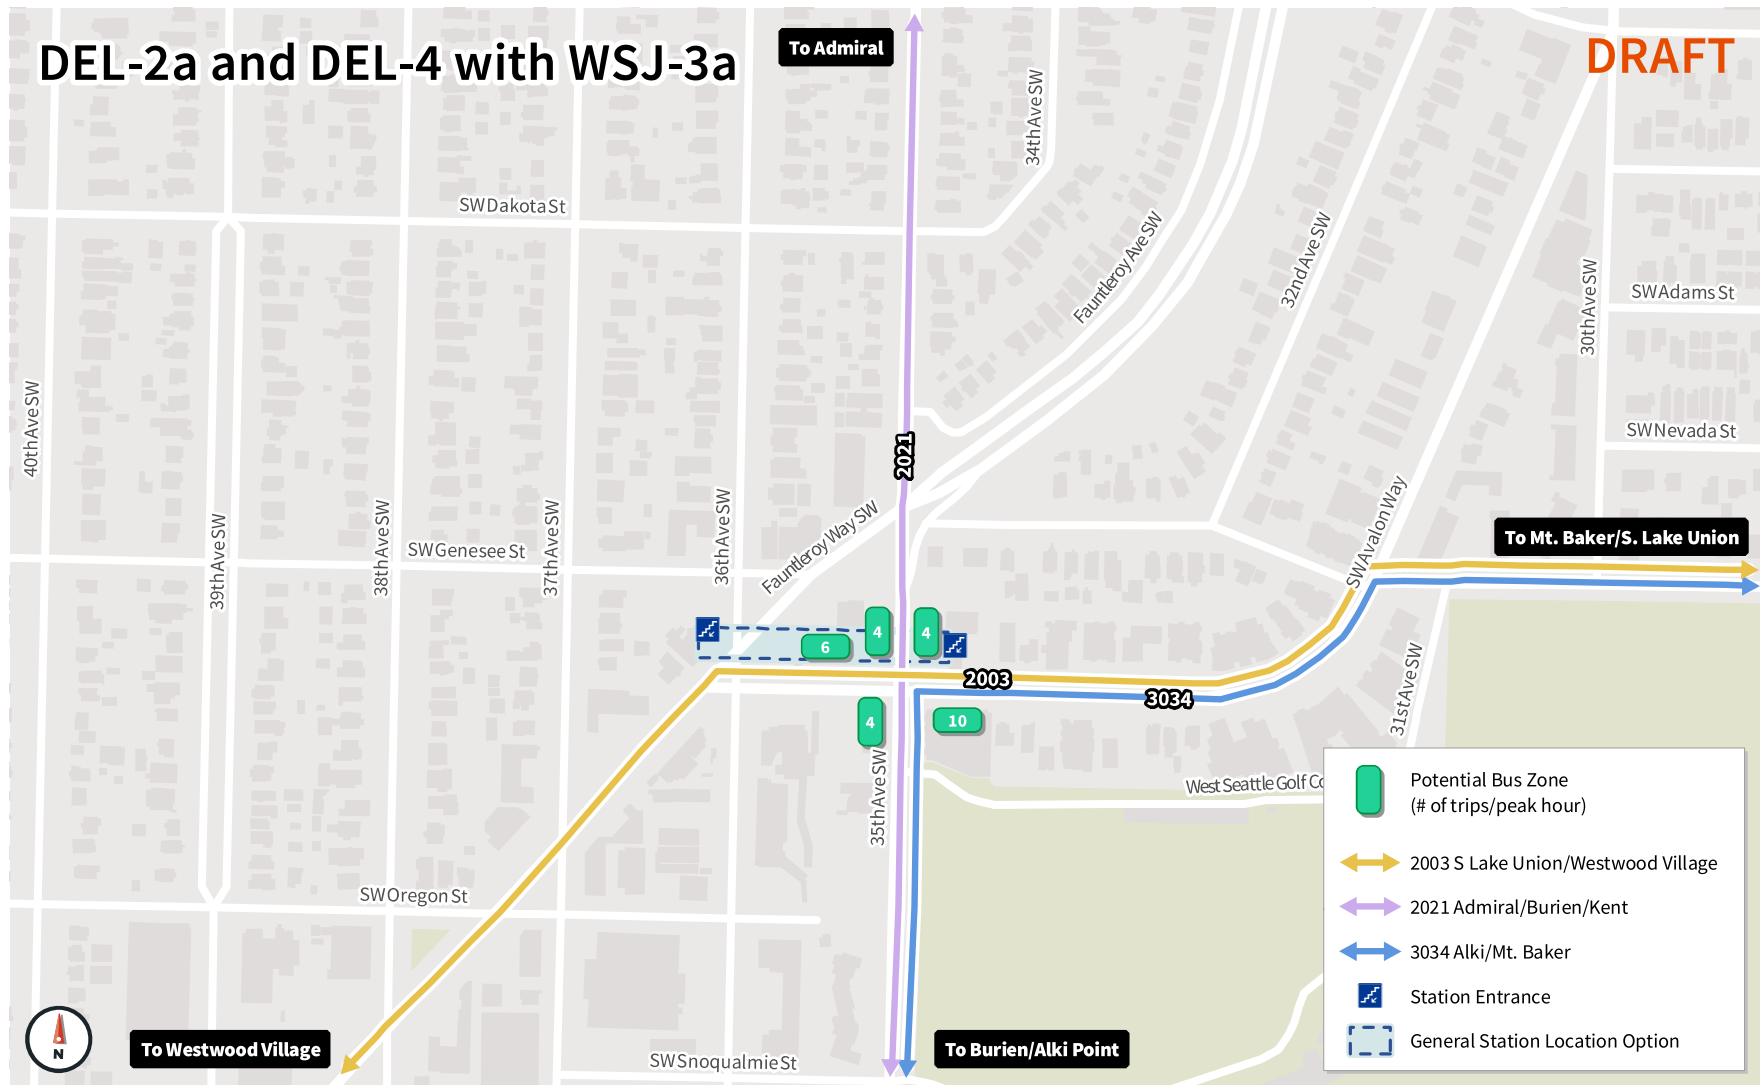 DEL-2a and DEL-4 with WSJ-3a
To Admiral
DRAFT
34th Ave SW
SW Dakota St
Fauntleroy Ave SW
32nd Ave SW
30th Ave SW
SW Adams St
40th Ave SW
2021
SW Nevada St
39th Ave SW
38th Ave SW
SW Genesee St
37th Ave SW
36th Ave SW
Fauntleroy Way SW
SW Avalon Way
To Mt. Baker/S. Lake Union
4
4
6
2003
3034
31st Ave SW
4
10
35th Ave SW
West Seattle Golf Co
Potential Bus Zone
(# of trips/peak hour)
2003 S Lake Union/Westwood Village
2021 Admiral/Burien/Kent
3034 Alki/Mt. Baker
Station Entrance
General Station Location Option
SW Oregon St
N
To Westwood Village
SW Snoqualmie St
To Burien/Alki Point